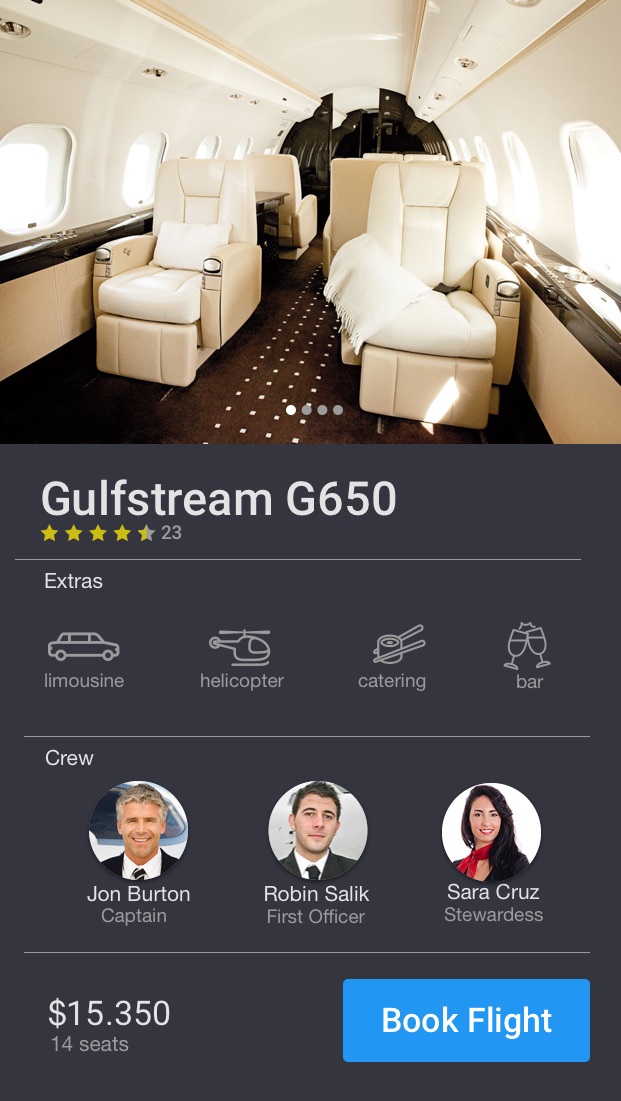 Gulfstream G650
23
Extras
limousine
helicopter
catering
bar
Crew
Jon Burton
Robin Salik
Sara Cruz
Captain
First Officer
Stewardess
$15.350
14 seats
Book Flight